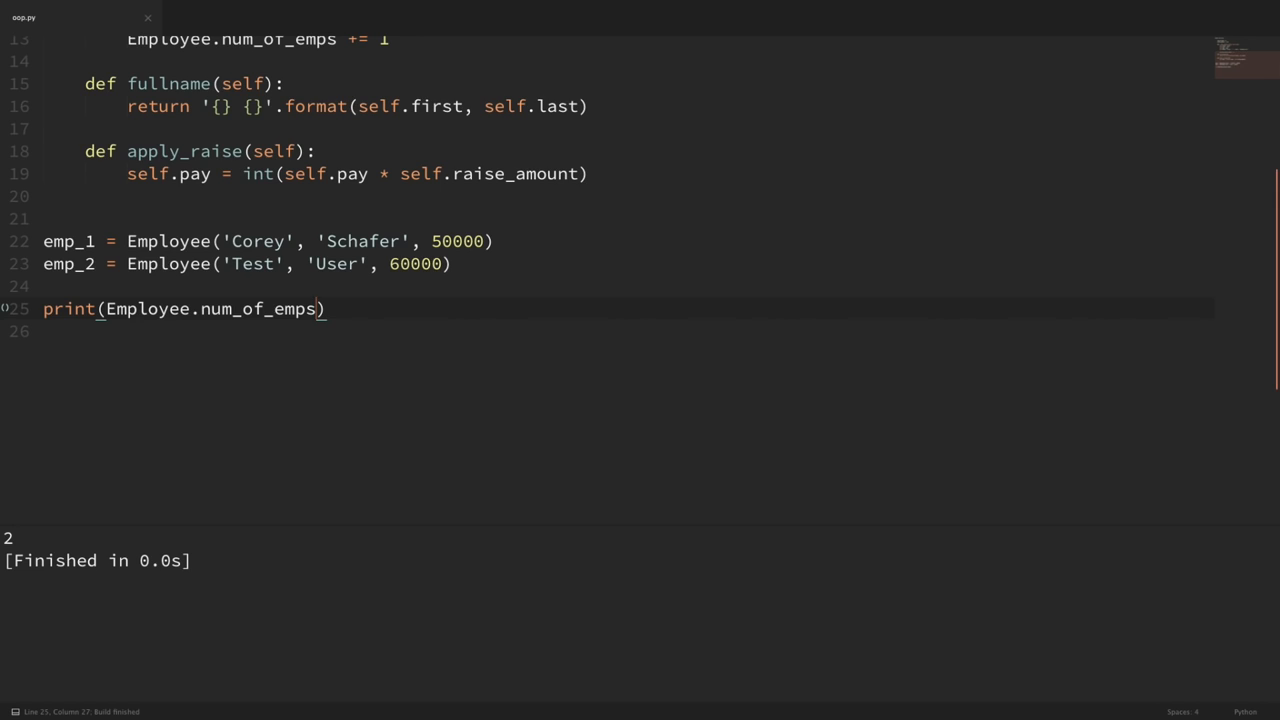 oop.py
13 Employee.num_of_emps += 1
14
15 def fullname(self):
16 return '{} {}'.format(self.first, self.last)
17
18 def apply_raise(self):
19 self.pay = int(self.pay * self.raise_amount)
20
21
22 emp_1 = Employee('Corey', 'Schafer', 50000)
23 emp_2 = Employee('Test', 'User', 60000)
24
25 print(Employee.num_of_emps)
26
2
[Finished in 0.0s]
Line 25, Column 27; Build finished Spaces: 4 Python